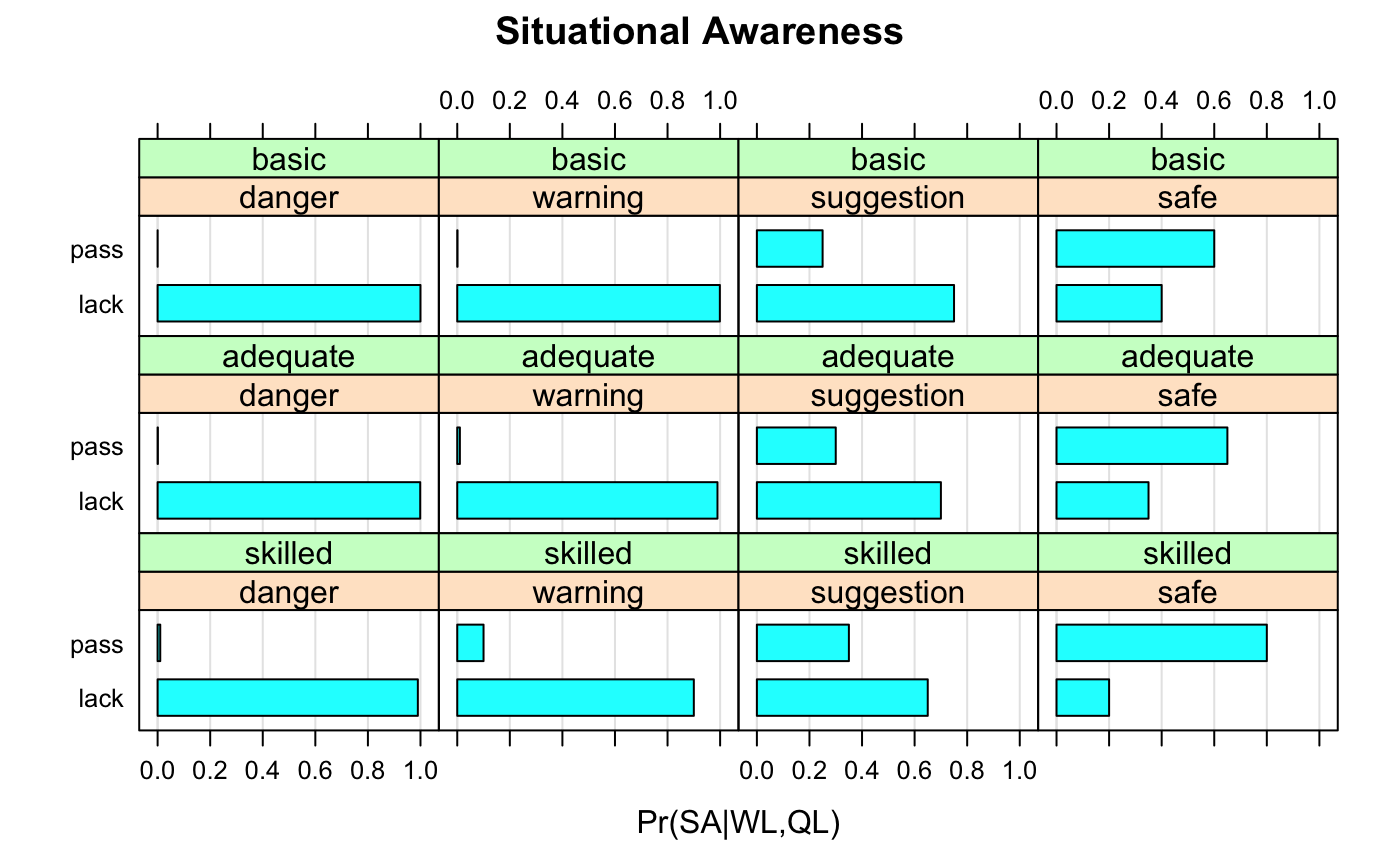 Situational Awareness
0.0 0.2 0.4 0.6 0.8 1.0 0.0 0.2 0.4 0.6 0.8 1.0
basic basic basic basic
danger warning suggestion safe
pass
lack
adequate adequate adequate adequate
danger warning suggestion safe
pass
lack
skilled skilled skilled skilled
danger warning suggestion safe
pass
lack
0.0 0.2 0.4 0.6 0.8 1.0 0.0 0.2 0.4 0.6 0.8 1.0
Pr(SA|WL,QL)